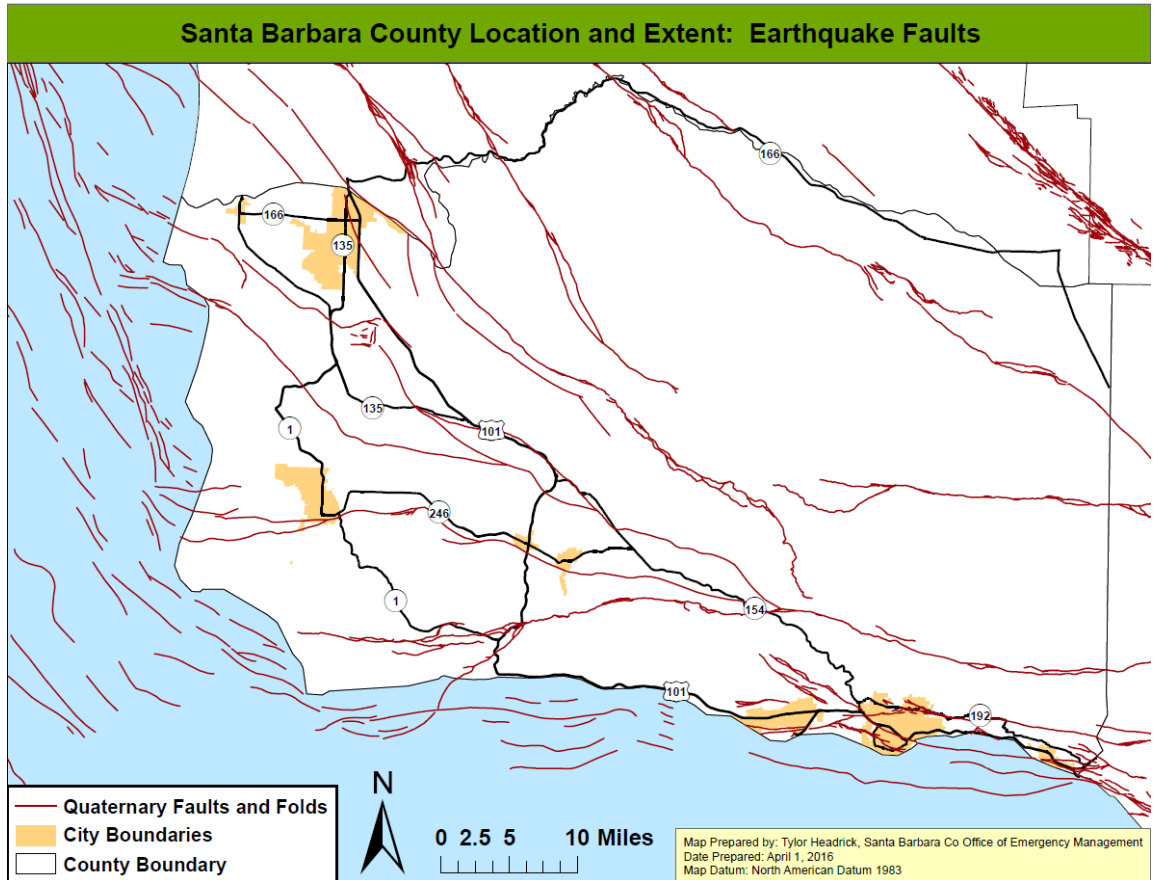 Santa Barbara County Location and Extent: Earthquake Faults
166
166
135
135
101
1
246
1
154
101
192
Quaternary Faults and Folds
City Boundaries
County Boundary
N
0 2.5 5 10 Miles
Map Prepared by: Tylor Headrick, Santa Barbara Co Office of Emergency Management
Date Prepared: April 1, 2016
Map Datum: North American Datum 1983